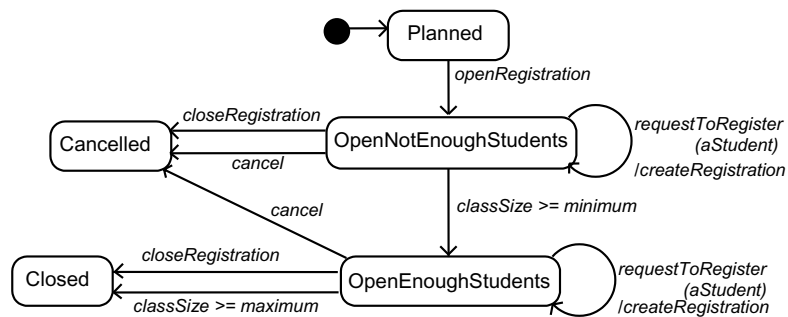 Planned
openRegistration
closeRegistration
Cancelled
OpenNotEnoughStudents
requestToRegister
(aStudent)
/createRegistration
cancel
cancel
classSize >= minimum
closeRegistration
Closed
OpenEnoughStudents
requestToRegister
(aStudent)
/createRegistration
classSize >= maximum